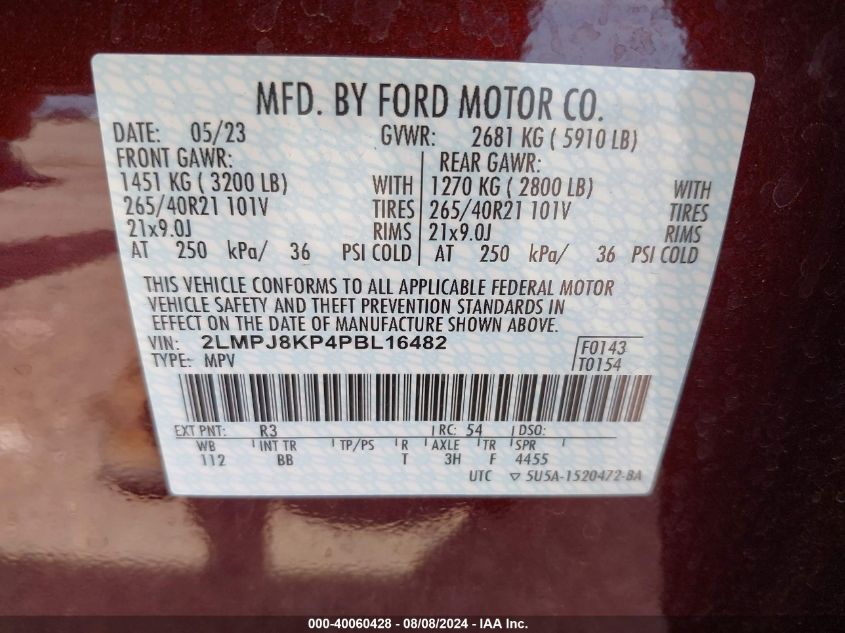 MFD. BY FORD MOTOR CO.
DATE: 05/23 GVWR: 2681 KG ( 5910 LB)
FRONT GAWR: REAR GAWR:
1451 KG ( 3200 LB) WITH 1270 KG ( 2800 LB) WITH
265/40R21 101V TIRES 265/40R21 101V TIRES
21x9.0J RIMS 21x9.0J RIMS
AT 250 kPa/ 36 PSI COLD AT 250 kPa/ 36 PSI COLD
THIS VEHICLE CONFORMS TO ALL APPLICABLE FEDERAL MOTOR
VEHICLE SAFETY AND THEFT PREVENTION STANDARDS IN
EFFECT ON THE DATE OF MANUFACTURE SHOWN ABOVE.
VIN: 2LMPJ8KP4PBL16482 F0143
TYPE: MPV T0154
EXT PNT: R3 RC: 54 DSO:
WB INT TR TP/PS R AXLE TR SPR
112 BB T 3H F 4455
UTC ▽ 5U5A-1520472-BA
000-40060428 - 08/08/2024 - IAA Inc.